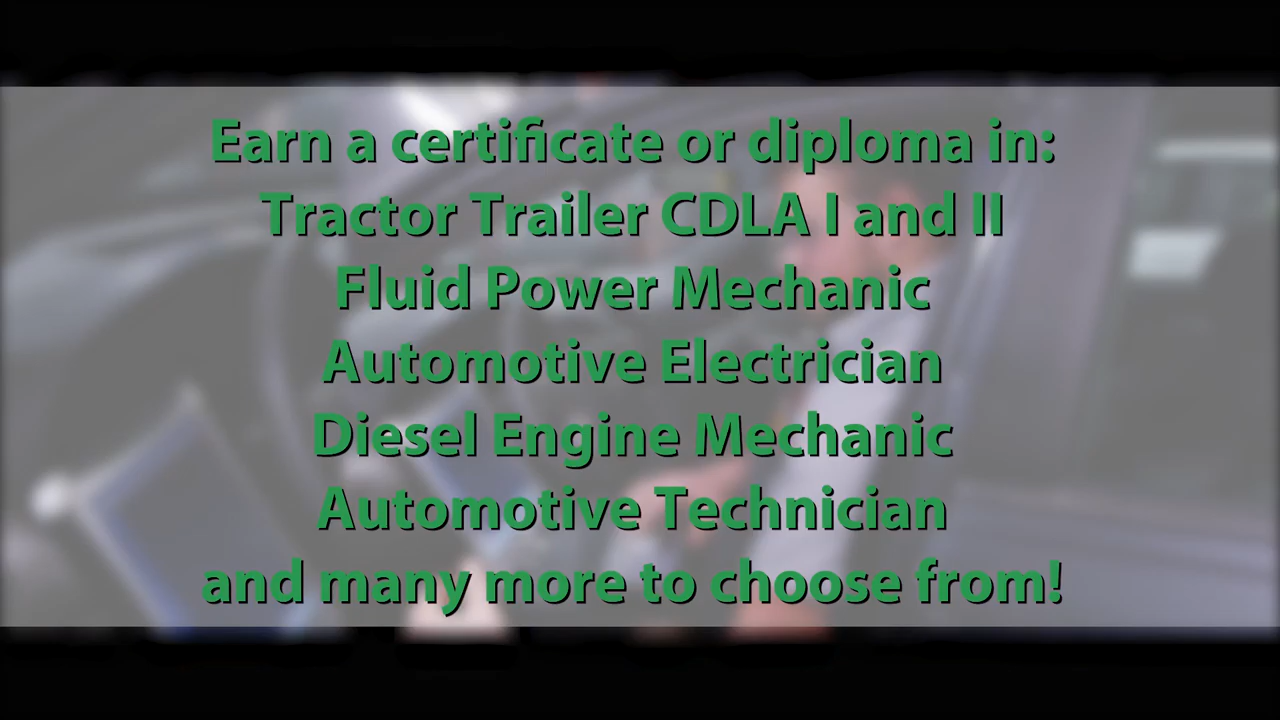 Earn a certificate or diploma in:
Tractor Trailer CDLA I and II
Fluid Power Mechanic
Automotive Electrician
Diesel Engine Mechanic
Automotive Technician
and many more to choose from!